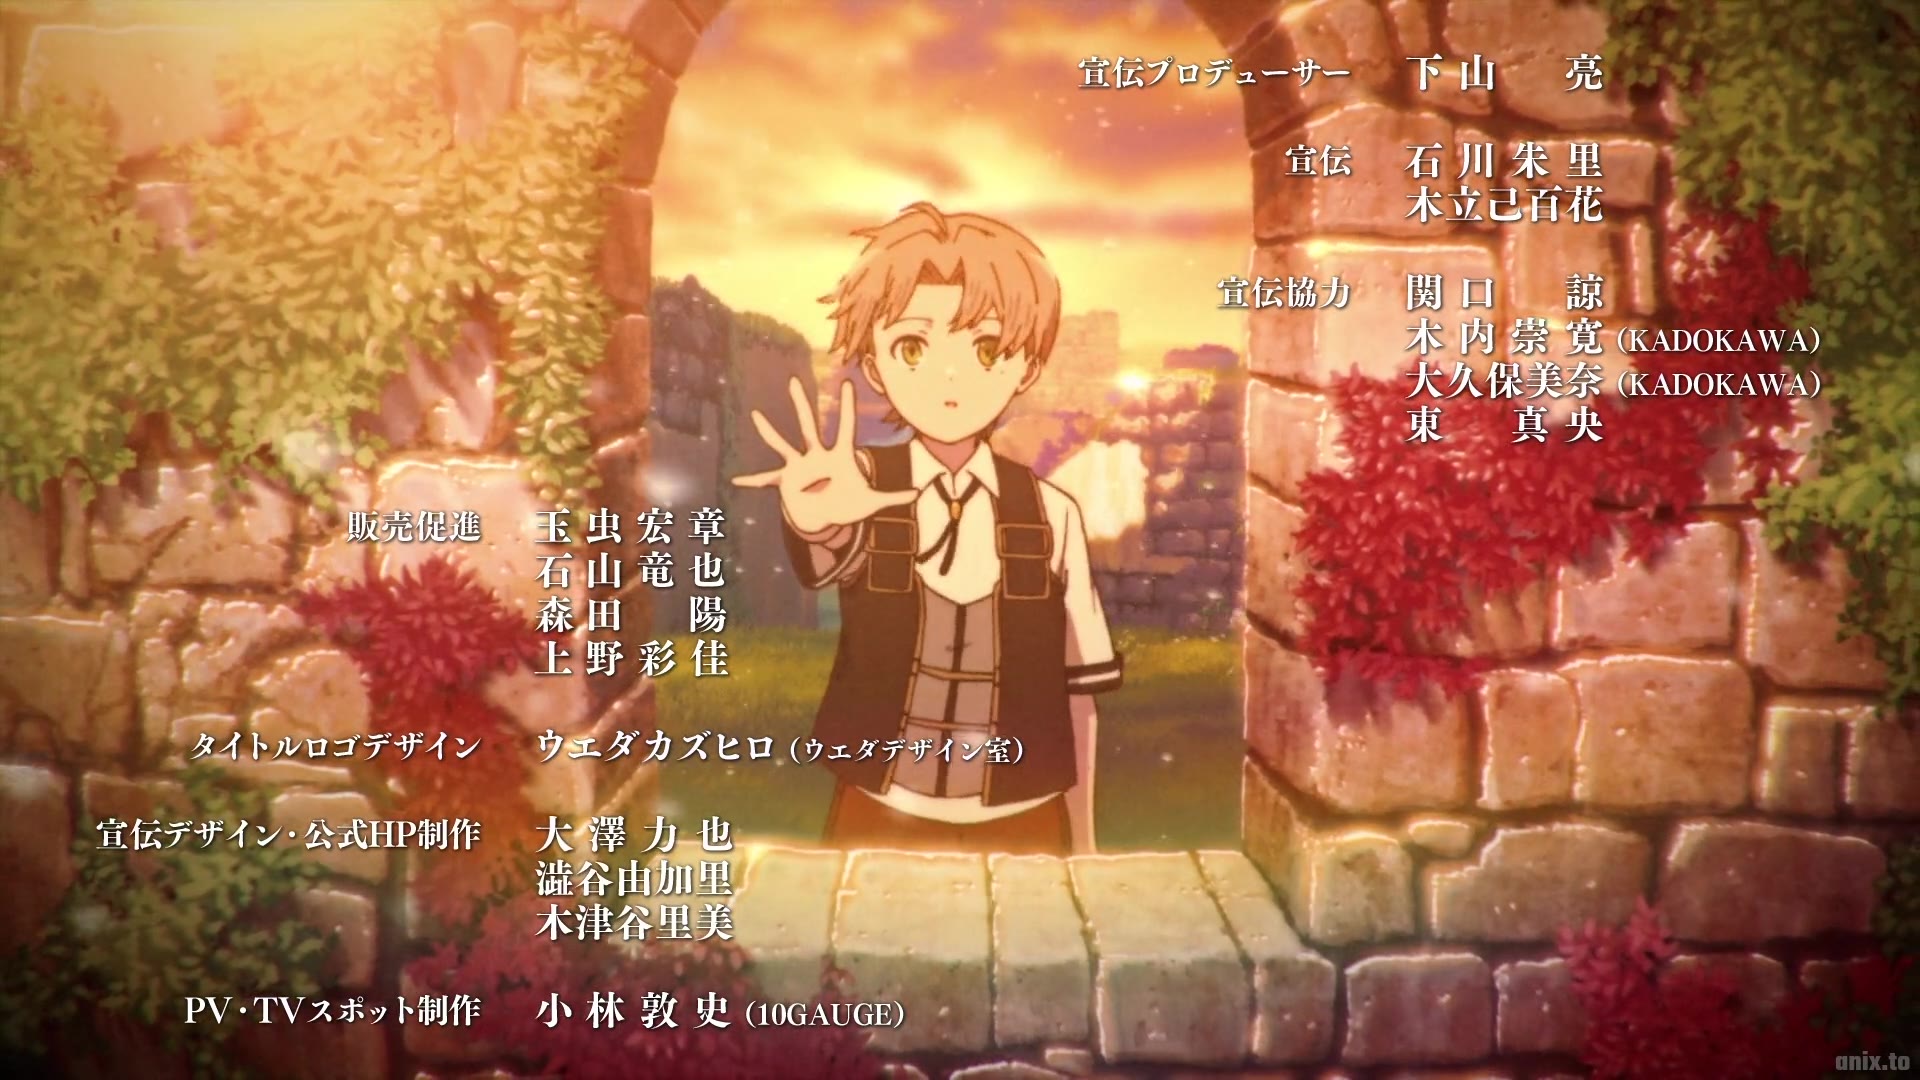 宣伝プロデューサー 下山 亮
宣伝 石川朱里
木立己百花
宣伝協力 関口 諒
木内崇寛(KADOKAWA)
大久保美奈(KADOKAWA)
東 真央
販売促進 玉虫宏章
石山竜也
森田 陽
上野彩佳
タイトルロゴデザイン ウエダカズヒロ(ウエダデザイン室)
宣伝デザイン・公式HP制作 大澤力也
澁谷由加里
木津谷里美
PV・TVスポット制作 小林敦史(10GAUGE)
anix.to